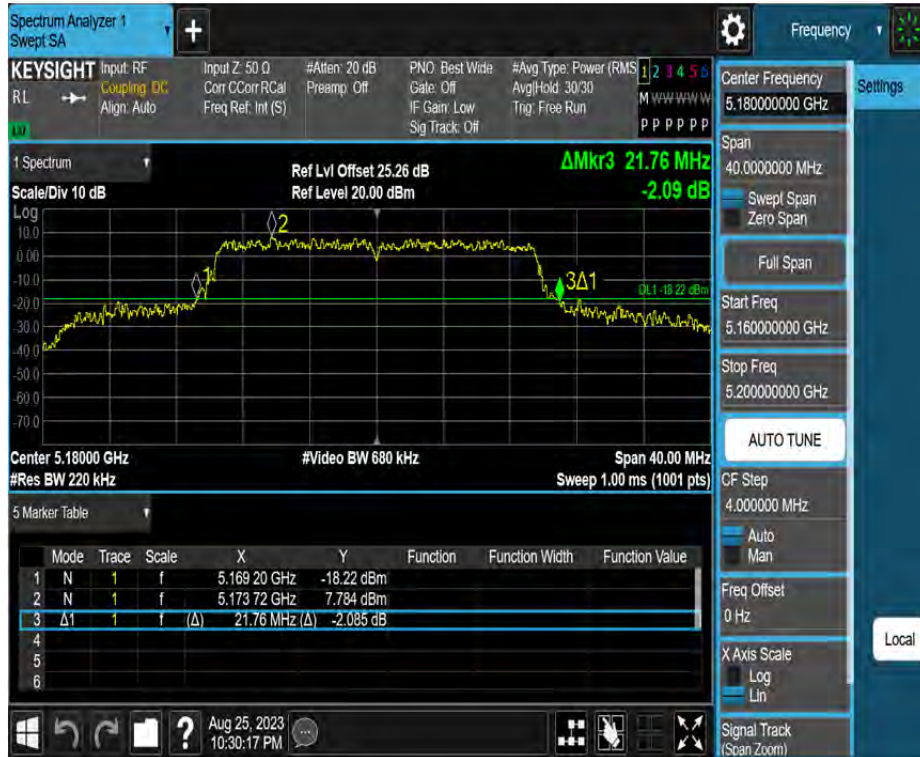 Spectrum Analyzer 1
Swept SA
+
Frequency
KEYSIGHT
RL
Input: RF
Coupling: DC
Align: Auto
Input Z: 50 Ω
Corr CCorr RCal
Freq Ref: Int (S)
#Atten: 20 dB
Preamp: Off
PNO: Best Wide
Gate: Off
IF Gain: Low
Sig Track: Off
#Avg Type: Power (RMS
Avg|Hold: 30/30
Trig: Free Run
1 2 3 4 5 6
M W W W W W
P P P P P P
1 Spectrum
Scale/Div 10 dB
Ref Lvl Offset 25.26 dB
Ref Level 20.00 dBm
ΔMkr3 21.76 MHz
-2.09 dB
Log
10.0
0.00
-10.0
-20.0
-30.0
-40.0
-50.0
-60.0
-70.0
1
2
3Δ1
DL1 -18.22 dBm
Center 5.18000 GHz
#Video BW 680 kHz
Span 40.00 MHz
#Res BW 220 kHz
Sweep 1.00 ms (1001 pts)
5 Marker Table
Mode Trace Scale X Y Function Function Width Function Value
1 N 1 f 5.169 20 GHz -18.22 dBm
2 N 1 f 5.173 72 GHz 7.784 dBm
3 Δ1 1 f (Δ) 21.76 MHz (Δ) -2.085 dB
4
5
6
?
Aug 25, 2023
10:30:17 PM
Center Frequency
5.180000000 GHz
Span
40.0000000 MHz
Swept Span
Zero Span
Full Span
Start Freq
5.160000000 GHz
Stop Freq
5.200000000 GHz
AUTO TUNE
CF Step
4.000000 MHz
Auto
Man
Freq Offset
0 Hz
X Axis Scale
Log
Lin
Signal Track
(Span Zoom)
Settings
Local